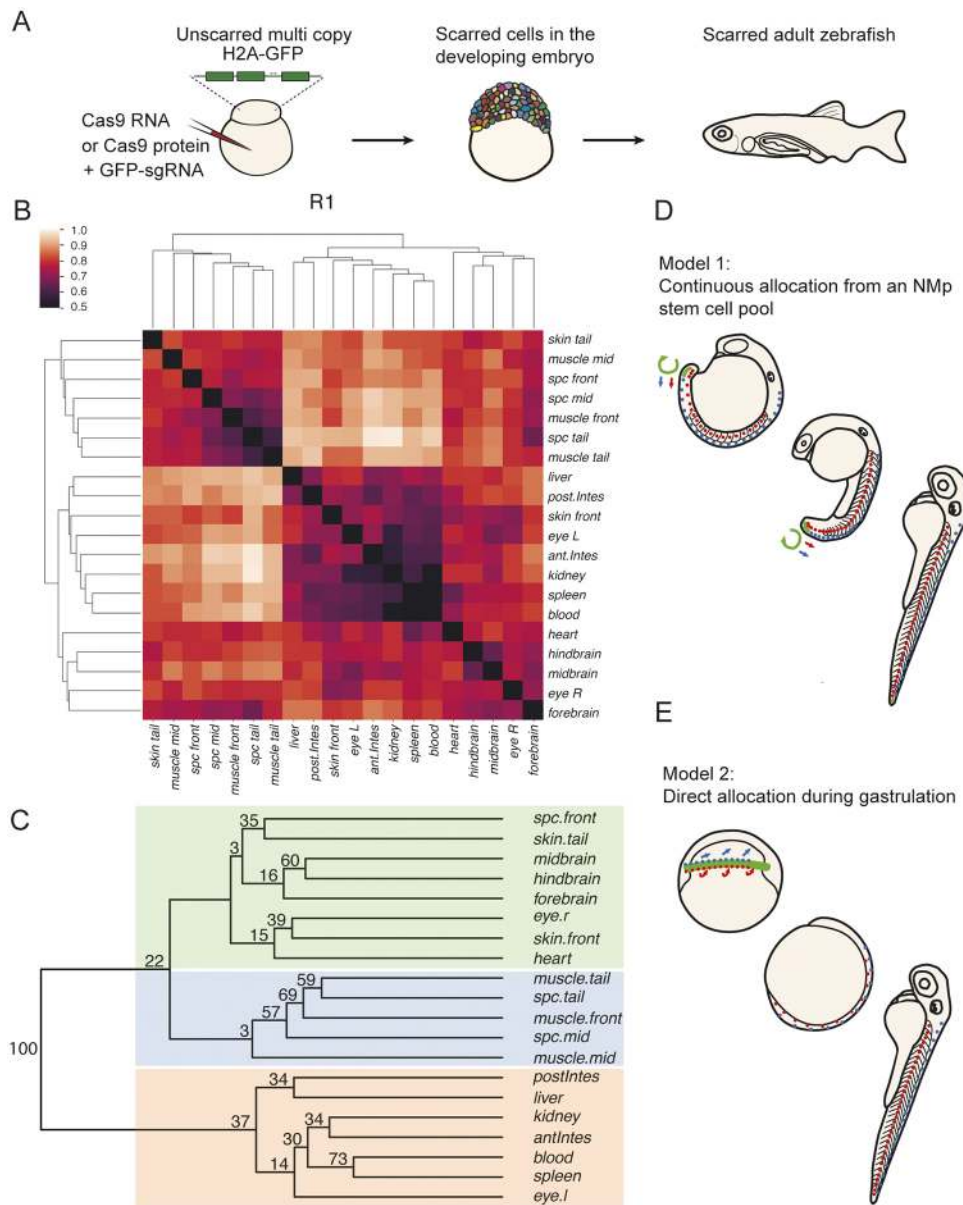 A
Unscarred multi copy
H2A-GFP
Cas9 RNA
or Cas9 protein
+ GFP-sgRNA
Scarred cells in the
developing embryo
Scarred adult zebrafish
B
R1
1.0
0.9
0.8
0.7
0.6
0.5
skin tail
muscle mid
spc front
spc mid
muscle front
spc tail
muscle tail
liver
post.Intes
skin front
eye L
ant.Intes
kidney
spleen
blood
heart
hindbrain
midbrain
eye R
forebrain
skin tail
muscle mid
spc front
spc mid
muscle front
spc tail
muscle tail
liver
post.Intes
skin front
eye L
ant.Intes
kidney
spleen
blood
heart
hindbrain
midbrain
eye R
forebrain
C
35
3
60
16
39
15
22
59
69
57
3
100
34
37
34
30
73
14
spc.front
skin.tail
midbrain
hindbrain
forebrain
eye.r
skin.front
heart
muscle.tail
spc.tail
muscle.front
spc.mid
muscle.mid
postIntes
liver
kidney
antIntes
blood
spleen
eye.l
D
Model 1:
Continuous allocation from an NMp
stem cell pool
E
Model 2:
Direct allocation during gastrulation